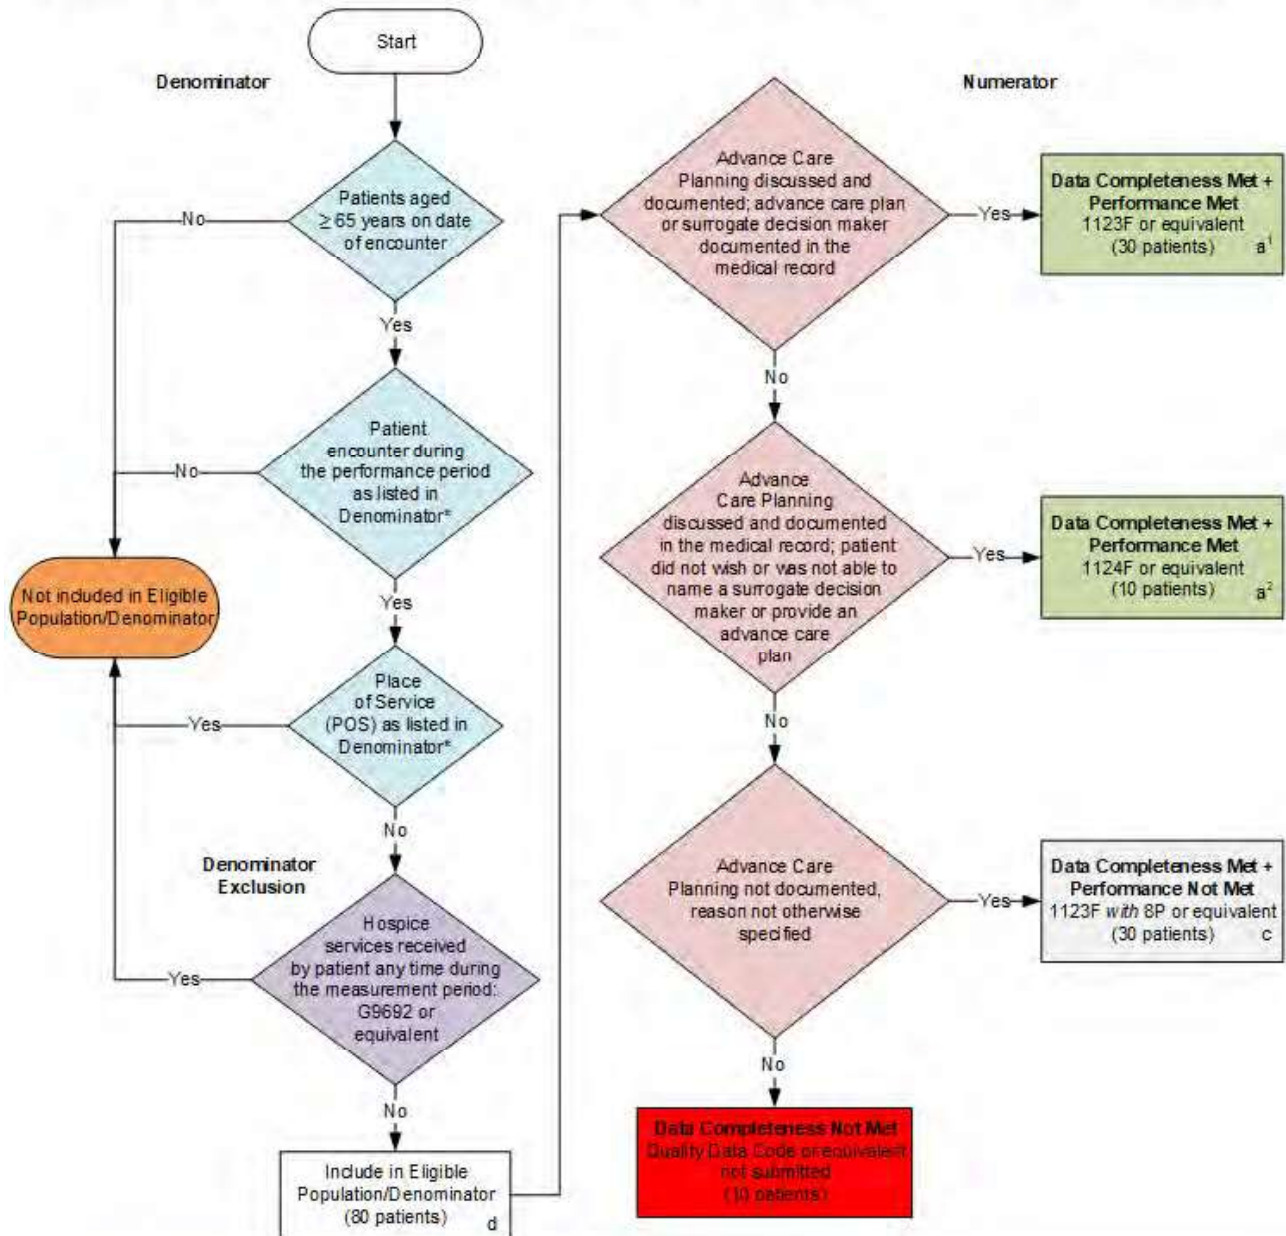 Start
Denominator
Patients aged
≥ 65 years on date
of encounter
No
Yes
Patient
encounter during
the performance period
as listed in
Denominator*
No
Yes
Not included in Eligible
Population/Denominator
Place
of Service
(POS) as listed in
Denominator*
Yes
No
Denominator
Exclusion
Hospice
services received
by patient any time during
the measurement period:
G9692 or
equivalent
Yes
No
Include in Eligible
Population/Denominator
(80 patients) d
Numerator
Advance Care
Planning discussed and
documented; advance care plan
or surrogate decision maker
documented in the
medical record
Yes
Data Completeness Met +
Performance Met
1123F or equivalent
(30 patients) a¹
No
Advance
Care Planning
discussed and documented
in the medical record; patient
did not wish or was not able to
name a surrogate decision
maker or provide an
advance care
plan
Yes
Data Completeness Met +
Performance Met
1124F or equivalent
(10 patients) a²
No
Advance Care
Planning not documented,
reason not otherwise
specified
Yes
Data Completeness Met +
Performance Not Met
1123F with 8P or equivalent
(30 patients) c
No
Data Completeness Not Met
Quality Data Code or equivalent
not submitted
(10 patients)